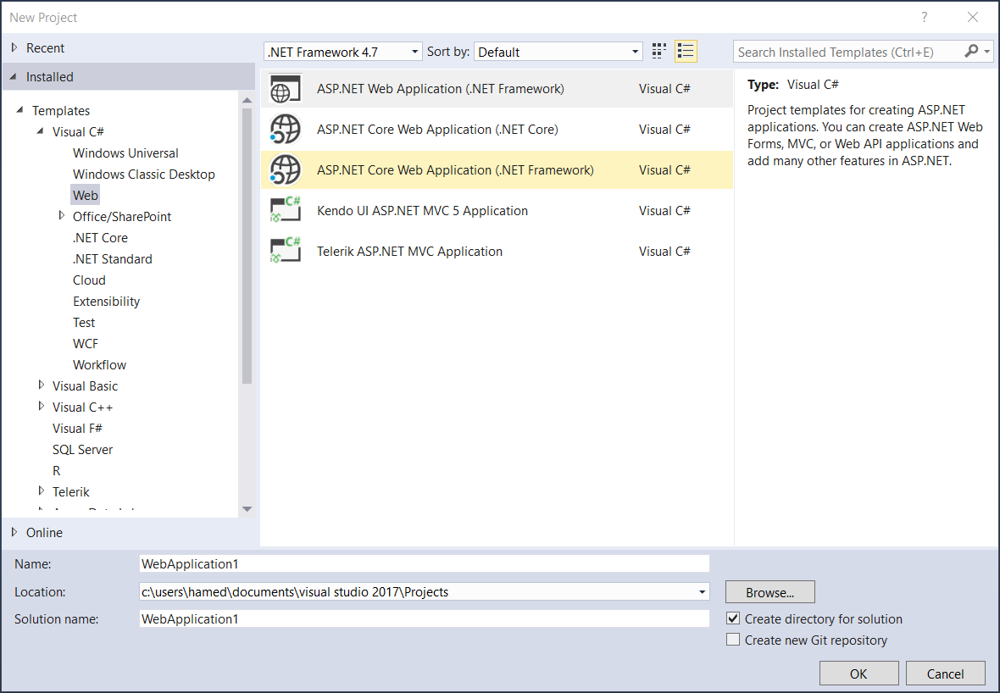 New Project
?
Recent
Installed
Templates
Visual C#
Windows Universal
Windows Classic Desktop
Web
Office/SharePoint
.NET Core
.NET Standard
Cloud
Extensibility
Test
WCF
Workflow
Visual Basic
Visual C++
Visual F#
SQL Server
R
Telerik
Online
.NET Framework 4.7
Sort by: Default
ASP.NET Web Application (.NET Framework) Visual C#
ASP.NET Core Web Application (.NET Core) Visual C#
ASP.NET Core Web Application (.NET Framework) Visual C#
C# Kendo UI ASP.NET MVC 5 Application Visual C#
C# Telerik ASP.NET MVC Application Visual C#
Search Installed Templates (Ctrl+E)
Type: Visual C#
Project templates for creating ASP.NET
applications. You can create ASP.NET Web
Forms, MVC, or Web API applications and
add many other features in ASP.NET.
Name: WebApplication1
Location: c:\users\hamed\documents\visual studio 2017\Projects
Browse...
Solution name: WebApplication1
Create directory for solution
Create new Git repository
OK
Cancel